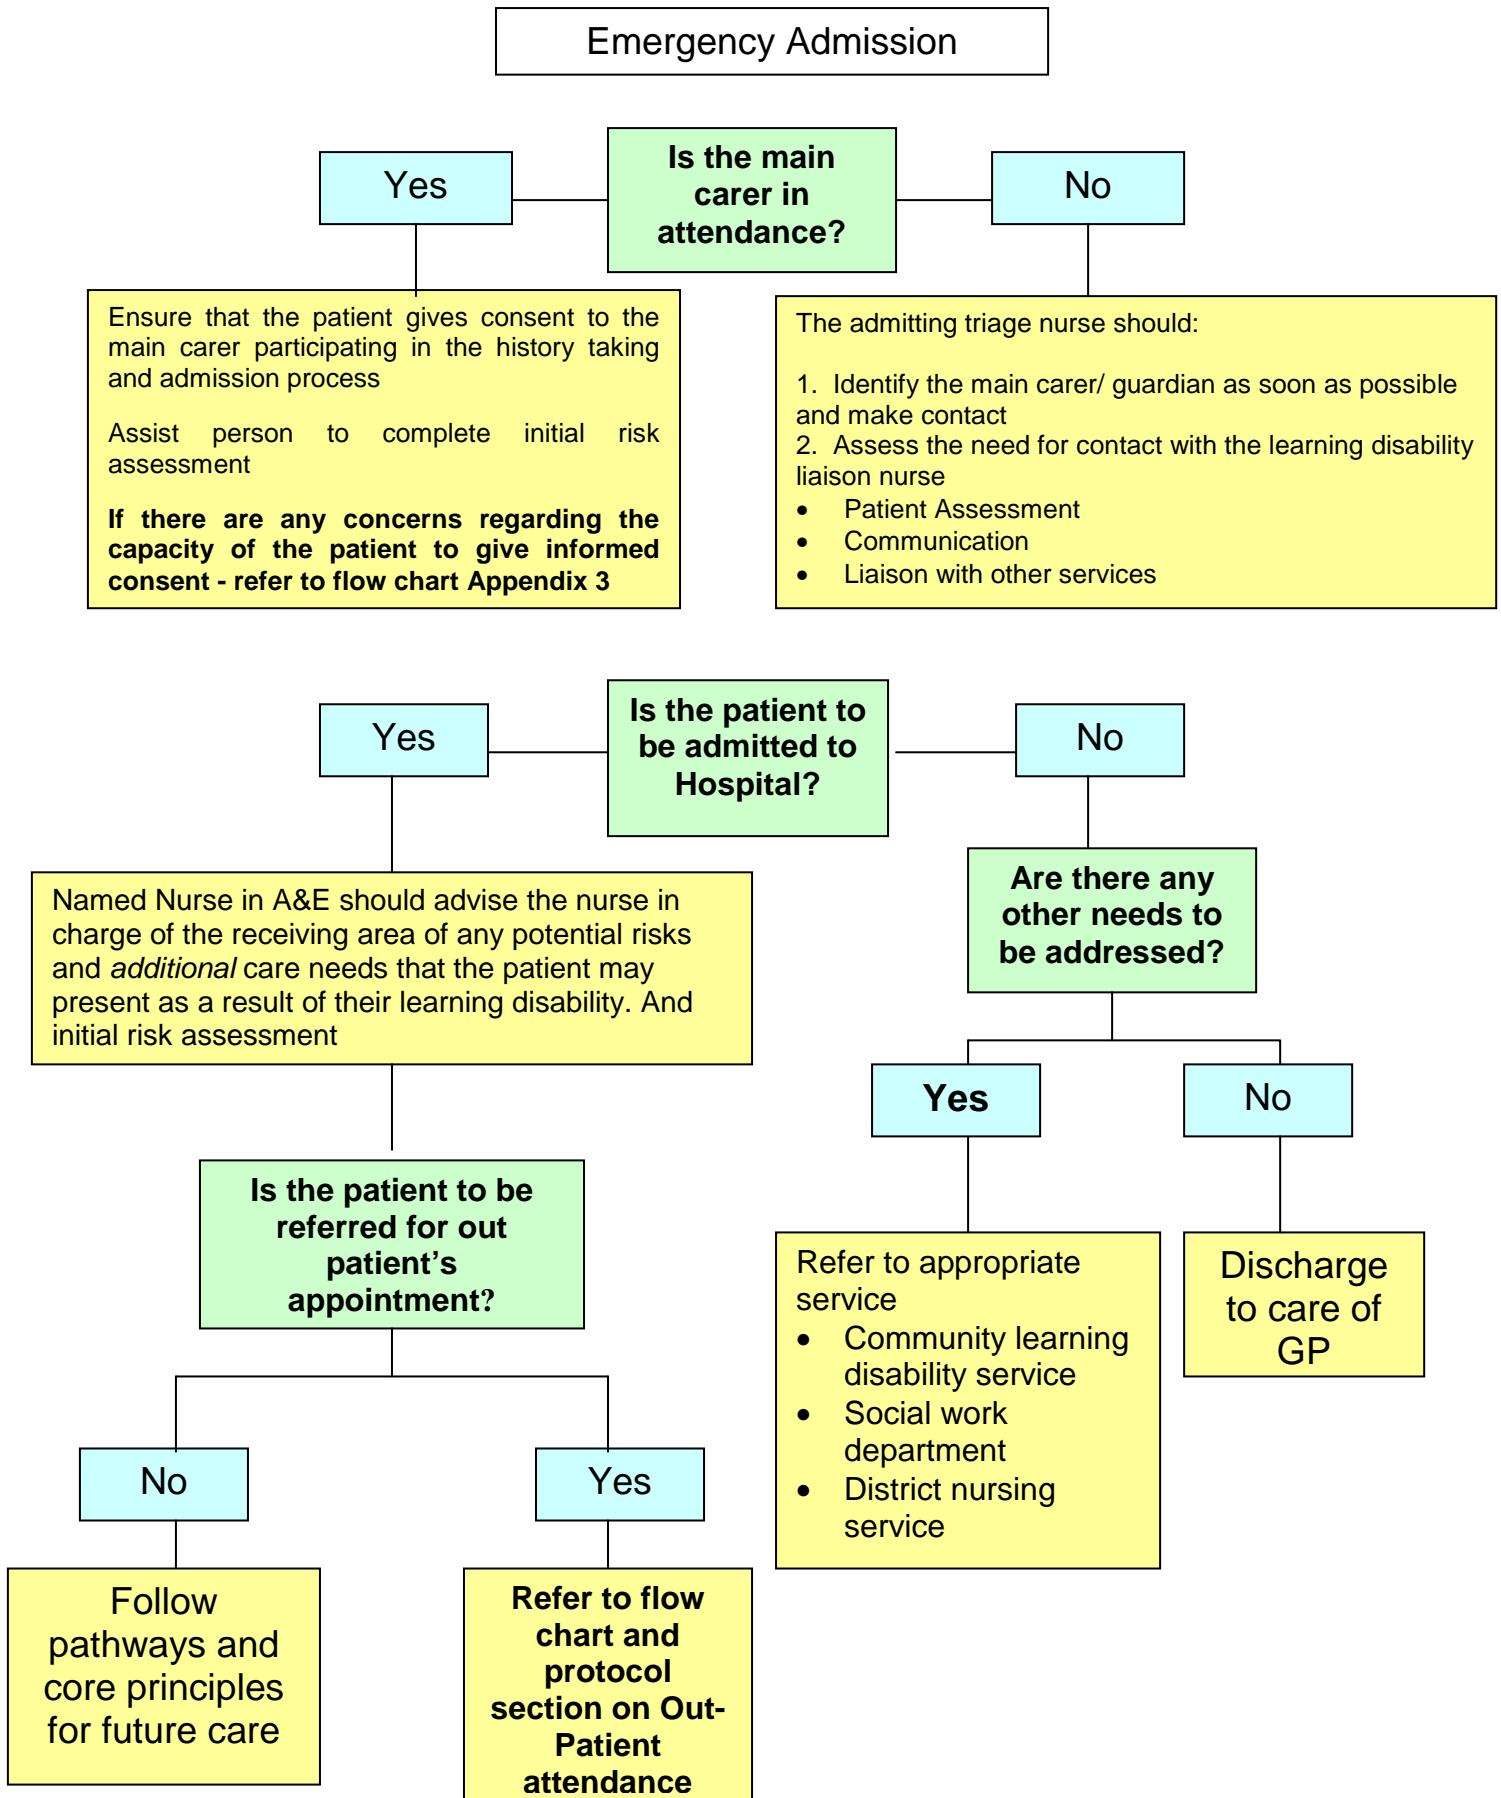 Emergency Admission
Is the main
carer in
attendance?
Yes
No
Ensure that the patient gives consent to the
main carer participating in the history taking
and admission process
Assist person to complete initial risk
assessment
If there are any concerns regarding the
capacity of the patient to give informed
consent - refer to flow chart Appendix 3
The admitting triage nurse should:
1. Identify the main carer/ guardian as soon as possible
and make contact
2. Assess the need for contact with the learning disability
liaison nurse
• Patient Assessment
• Communication
• Liaison with other services
Is the patient to
be admitted to
Hospital?
Yes
No
Named Nurse in A&E should advise the nurse in
charge of the receiving area of any potential risks
and additional care needs that the patient may
present as a result of their learning disability. And
initial risk assessment
Are there any
other needs to
be addressed?
Yes
No
Is the patient to be
referred for out
patient’s
appointment?
Refer to appropriate
service
• Community learning
disability service
• Social work
department
• District nursing
service
Discharge
to care of
GP
No
Yes
Follow
pathways and
core principles
for future care
Refer to flow
chart and
protocol
section on Out-
Patient
attendance